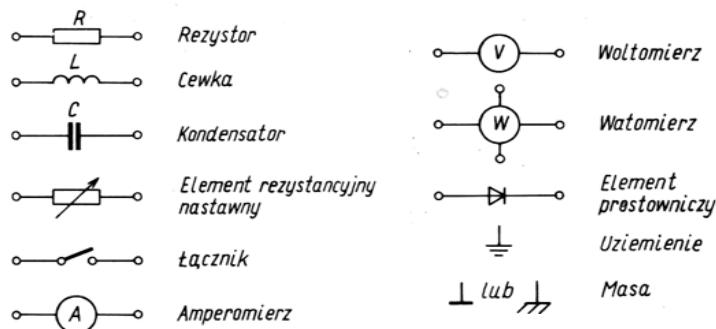 R
Rezystor
L
Cewka
C
Kondensator
Element rezystancyjny
nastawny
Łącznik
A
Amperomierz
V
Woltomierz
W
Watomierz
Element
prostowniczy
Uziemienie
lub
Masa